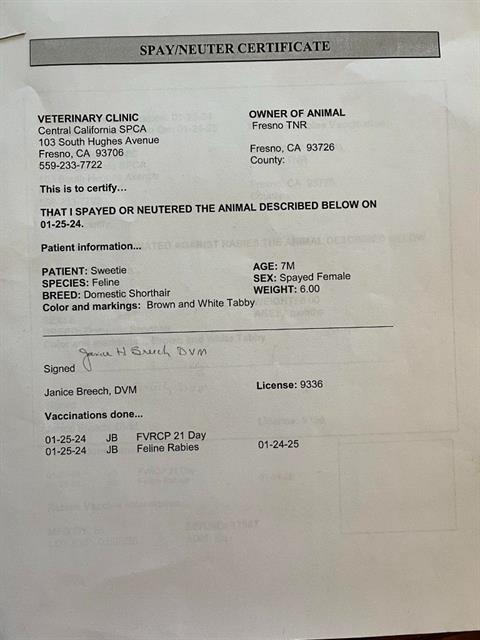 SPAY/NEUTER CERTIFICATE
VETERINARY CLINIC
Central California SPCA
103 South Hughes Avenue
Fresno, CA 93706
559-233-7722
OWNER OF ANIMAL
Fresno TNR
Fresno, CA 93726
County:
This is to certify...
THAT I SPAYED OR NEUTERED THE ANIMAL DESCRIBED BELOW ON
01-25-24.
Patient information...
PATIENT: Sweetie
SPECIES: Feline
BREED: Domestic Shorthair
Color and markings: Brown and White Tabby
AGE: 7M
SEX: Spayed Female
WEIGHT: 6.00
Janice H Breech DVM
Signed
Janice Breech, DVM
License: 9336
Vaccinations done...
01-25-24 JB FVRCP 21 Day
01-25-24 JB Feline Rabies 01-24-25